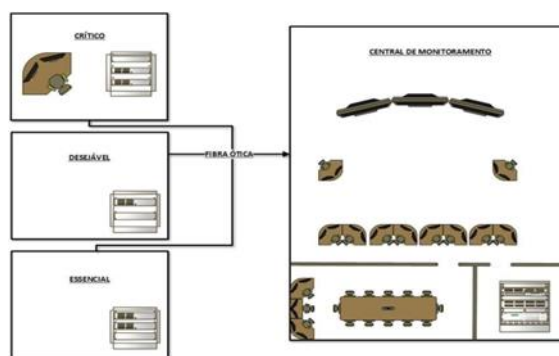 CRÍTICO
DESEJÁVEL
ESSENCIAL
FIBRA ÓTICA
CENTRAL DE MONITORAMENTO